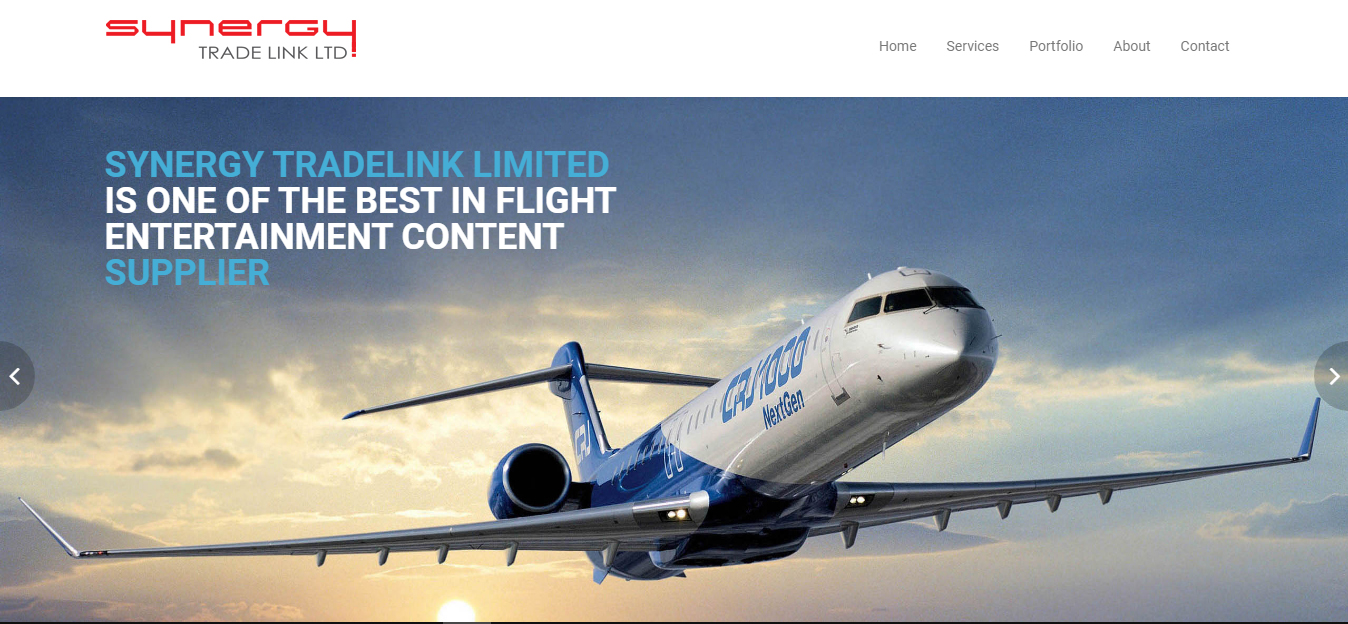 synergy
TRADE LINK LTD
Home Services Portfolio About Contact
SYNERGY TRADELINK LIMITED
IS ONE OF THE BEST IN FLIGHT
ENTERTAINMENT CONTENT
SUPPLIER
CRJ1000
NextGen
CRJ